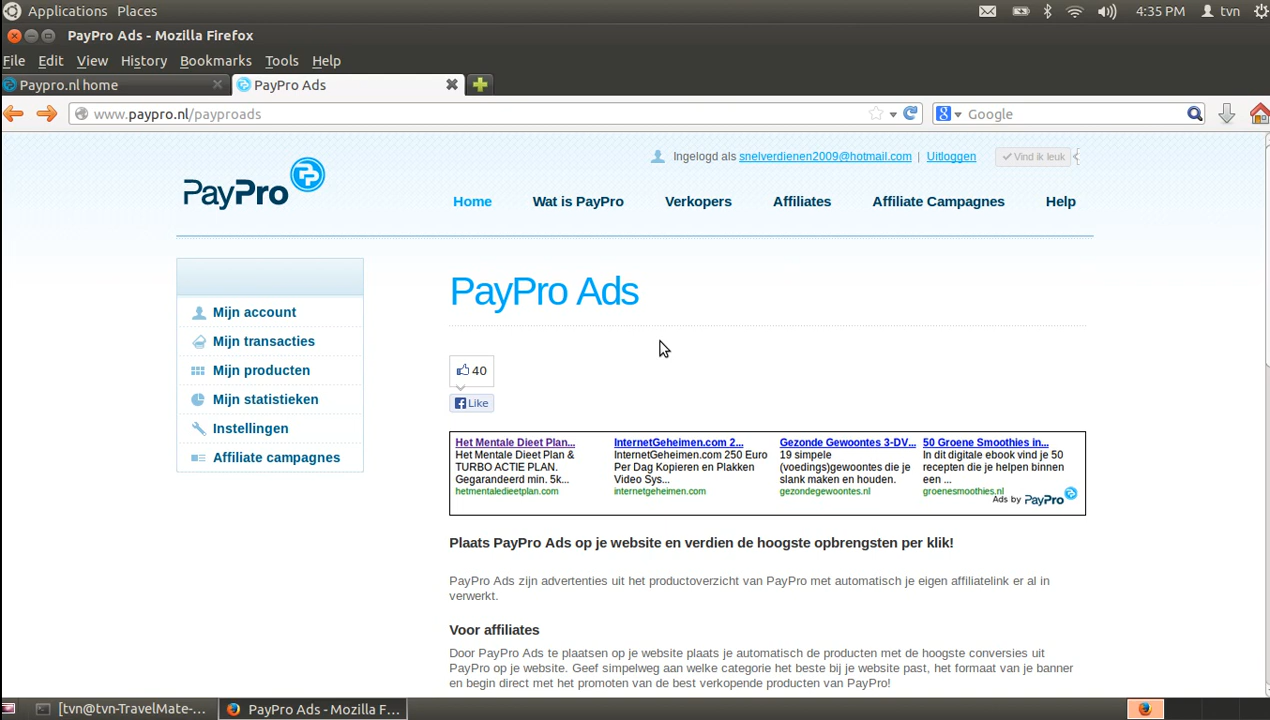 Applications Places 4:35 PM tvn
PayPro Ads - Mozilla Firefox
File Edit View History Bookmarks Tools Help
Paypro.nl home PayPro Ads
www.paypro.nl/payproads Google
Ingelogd als snelverdienen2009@hotmail.com | Uitloggen Vind ik leuk
PayPro
Home Wat is PayPro Verkopers Affiliates Affiliate Campagnes Help
Mijn account
Mijn transacties
Mijn producten
Mijn statistieken
Instellingen
Affiliate campagnes
PayPro Ads
40
Like
Het Mentale Dieet Plan...
Het Mentale Dieet Plan &
TURBO ACTIE PLAN.
Gegarandeerd min. 5k...
hetmentaledieetplan.com
InternetGeheimen.com 2...
InternetGeheimen.com 250 Euro
Per Dag Kopieren en Plakken
Video Sys...
internetgeheimen.com
Gezonde Gewoontes 3-DV...
19 simpele
(voedings)gewoontes die je
slank maken en houden.
gezondegewoontes.nl
50 Groene Smoothies in...
In dit digitale ebook vind je 50
recepten die je helpen binnen
een ...
groenesmoothies.nl
Ads by PayPro
Plaats PayPro Ads op je website en verdien de hoogste opbrengsten per klik!
PayPro Ads zijn advertenties uit het productoverzicht van PayPro met automatisch je eigen affiliatelink er al in
verwerkt.
Voor affiliates
Door PayPro Ads te plaatsen op je website plaats je automatisch de producten met de hoogste conversies uit
PayPro op je website. Geef simpelweg aan welke categorie het beste bij je website past, het formaat van je banner
en begin direct met het promoten van de best verkopende producten van PayPro!
[tvn@tvn-TravelMate-... PayPro Ads - Mozilla F...